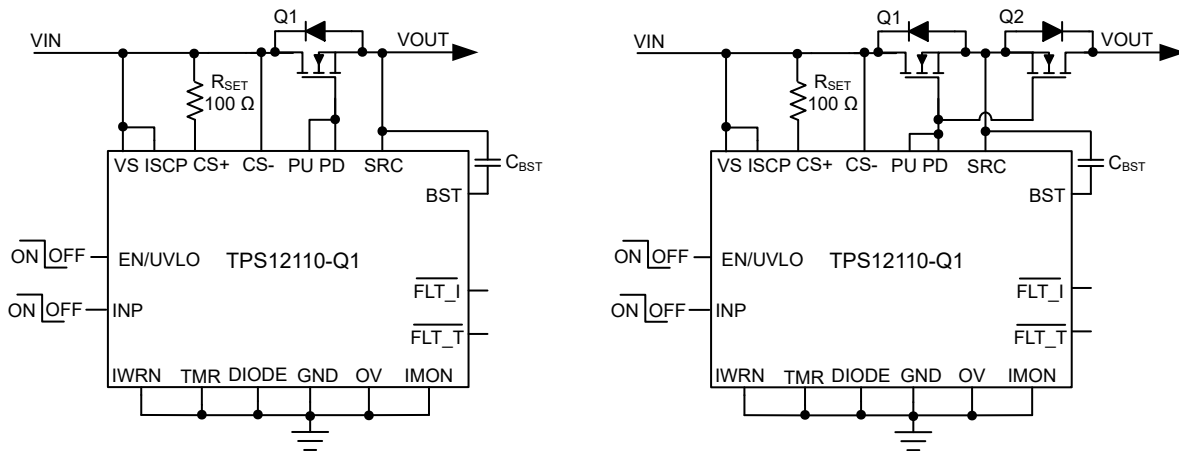 Q1
VIN
VOUT
RSET
100 Ω
VS ISCP CS+ CS- PU PD SRC
CBST
BST
ON OFF EN/UVLO TPS12110-Q1
FLT_I
ON OFF INP
FLT_T
IWRN TMR DIODE GND OV IMON
Q1 Q2
VIN
VOUT
RSET
100 Ω
VS ISCP CS+ CS- PU PD SRC
CBST
BST
ON OFF EN/UVLO TPS12110-Q1
FLT_I
ON OFF INP
FLT_T
IWRN TMR DIODE GND OV IMON